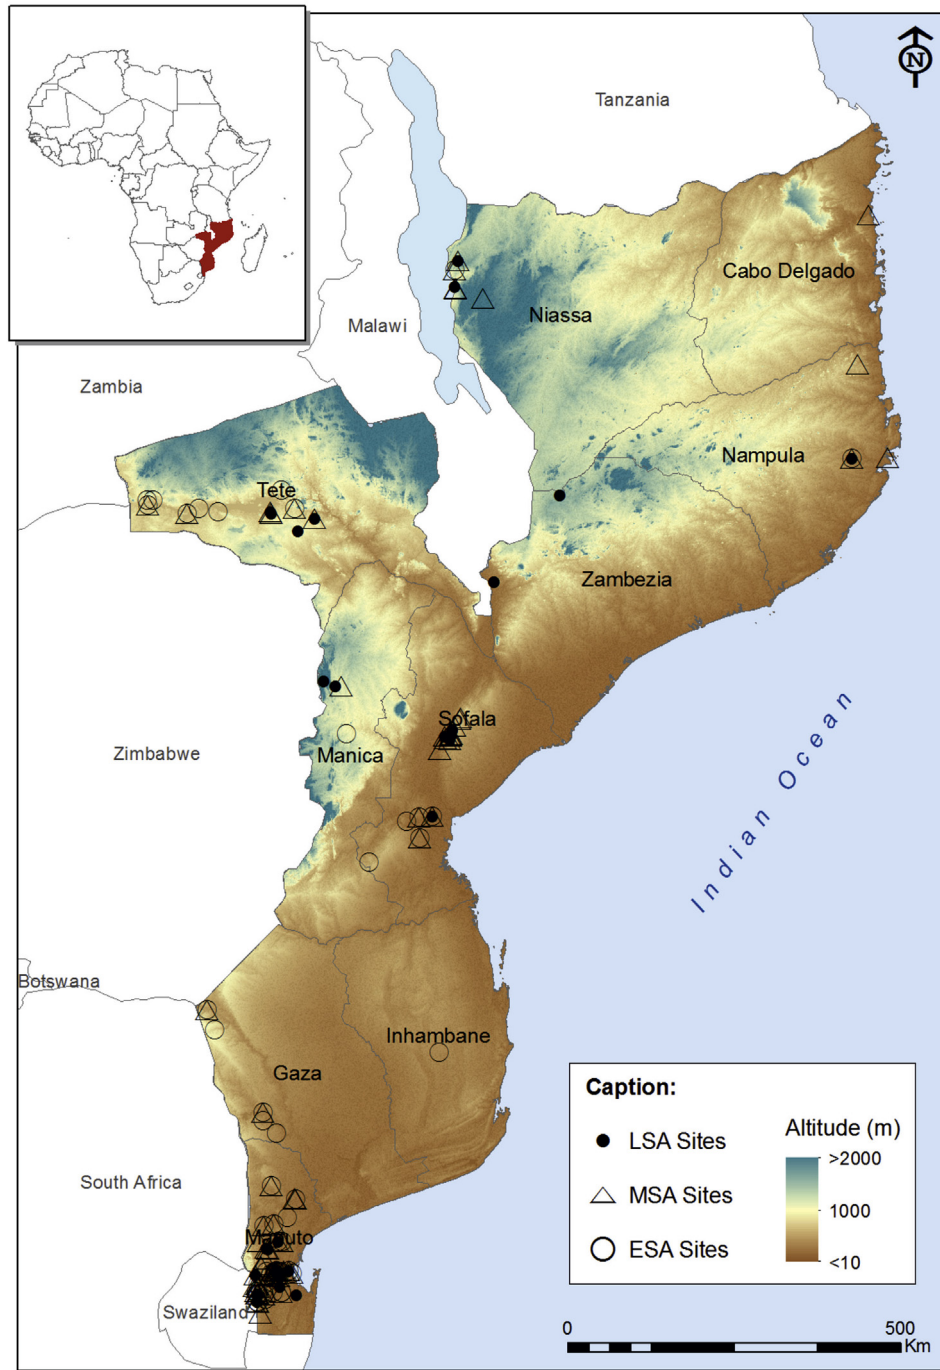 N
Tanzania
Cabo Delgado
Niassa
Malawi
Zambia
Nampula
Tete
Zambezia
Sofala
Zimbabwe
Manica
Indian Ocean
Botswana
Inhambane
Gaza
South Africa
Maputo
Swaziland
Caption:
LSA Sites
MSA Sites
ESA Sites
Altitude (m)
>2000
1000
<10
0 500
Km